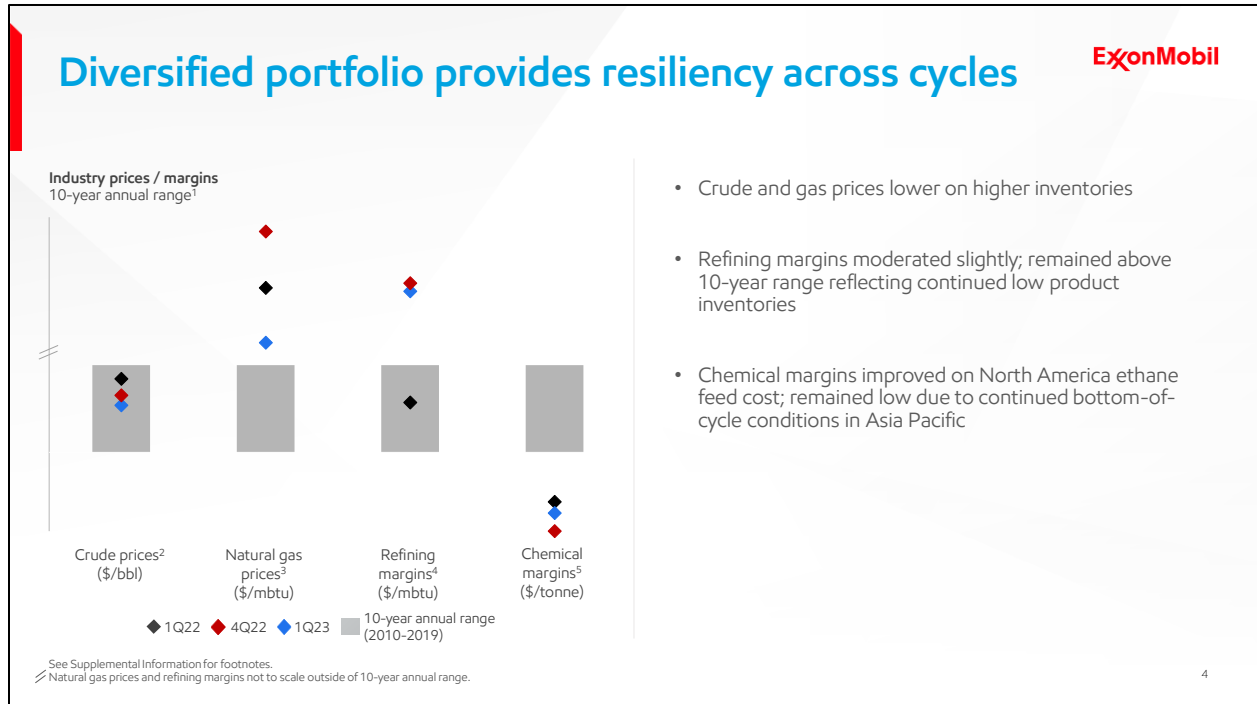 Diversified portfolio provides resiliency across cycles
ExxonMobil
Industry prices / margins
10-year annual range¹
• Crude and gas prices lower on higher inventories
• Refining margins moderated slightly; remained above
10-year range reflecting continued low product
inventories
• Chemical margins improved on North America ethane
feed cost; remained low due to continued bottom-of-
cycle conditions in Asia Pacific
Crude prices²
($/bbl)
Natural gas
prices³
($/mbtu)
Refining
margins⁴
($/mbtu)
Chemical
margins⁵
($/tonne)
1Q22 4Q22 1Q23 10-year annual range
(2010-2019)
See Supplemental Information for footnotes.
Natural gas prices and refining margins not to scale outside of 10-year annual range.
4